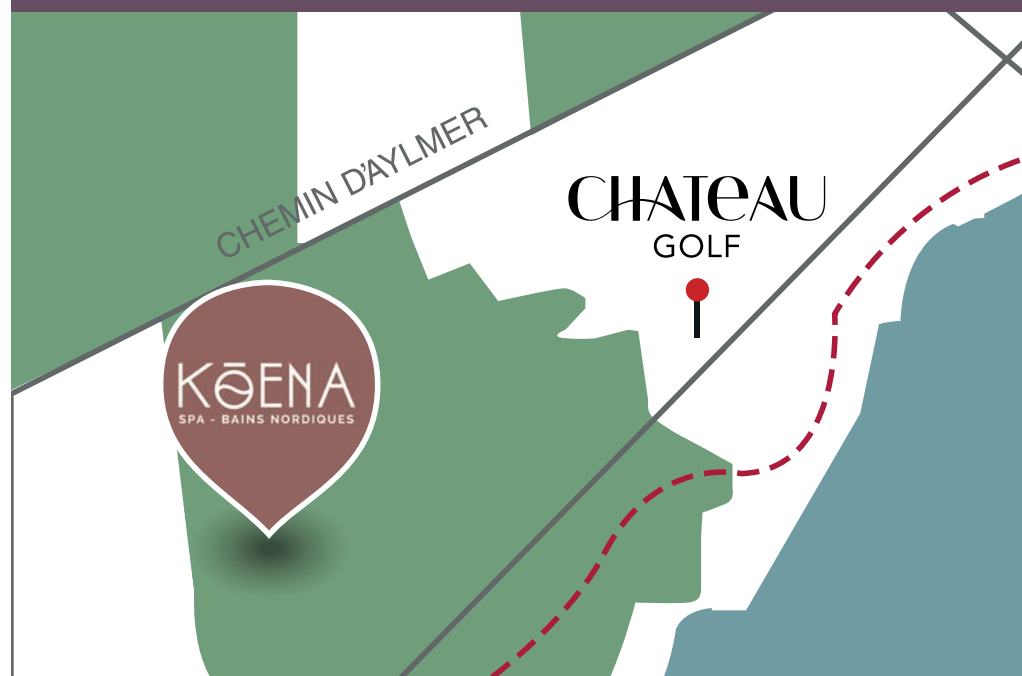 CHEMIN D'AYLMER
CHATEAU
GOLF
KŌENA
SPA - BAINS NORDIQUES